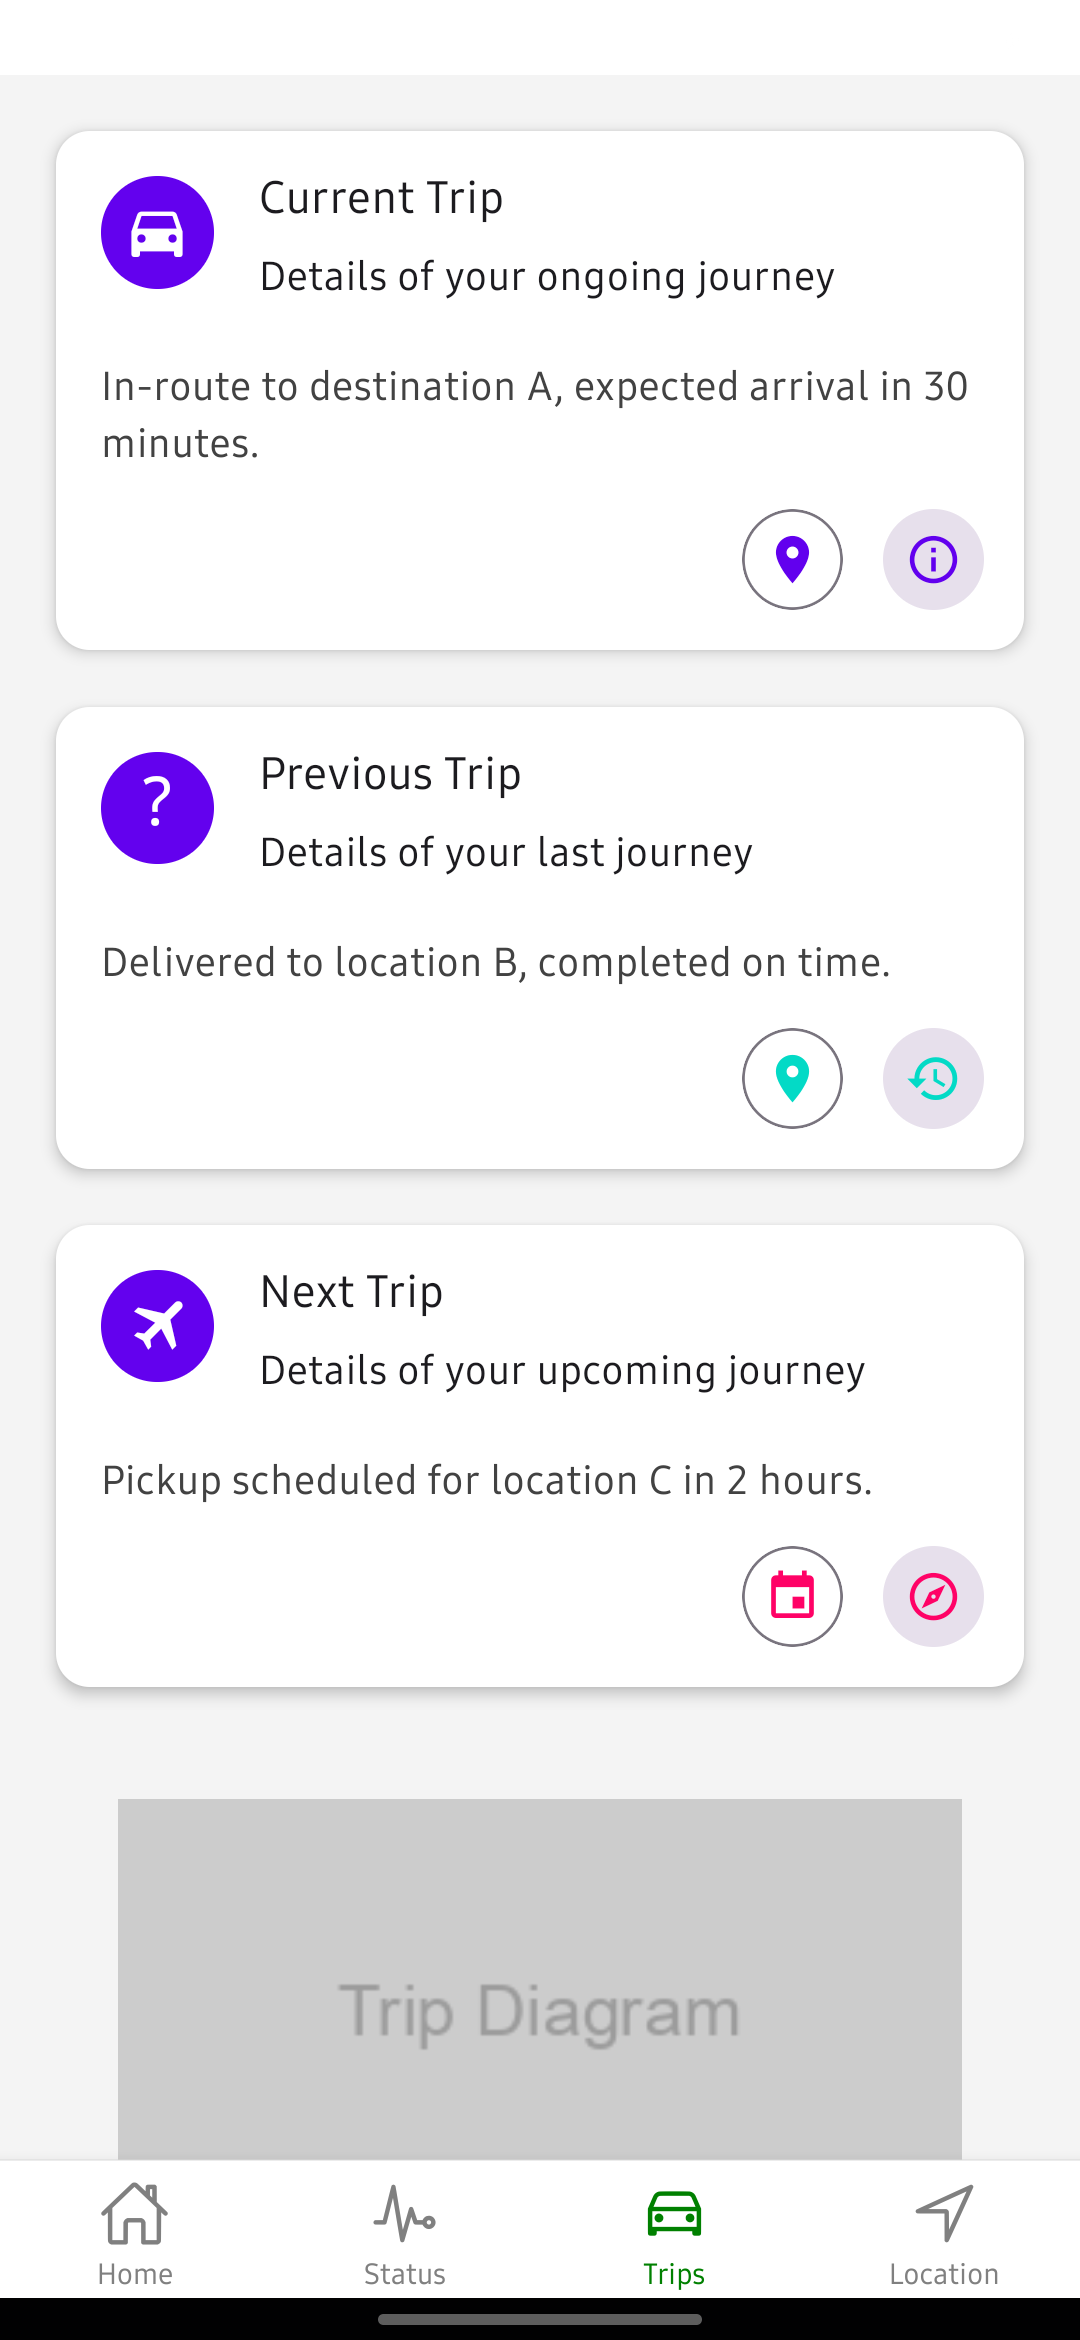 Current Trip
Details of your ongoing journey
In-route to destination A, expected arrival in 30
minutes.
?
Previous Trip
Details of your last journey
Delivered to location B, completed on time.
Next Trip
Details of your upcoming journey
Pickup scheduled for location C in 2 hours.
Trip Diagram
Home
Status
Trips
Location